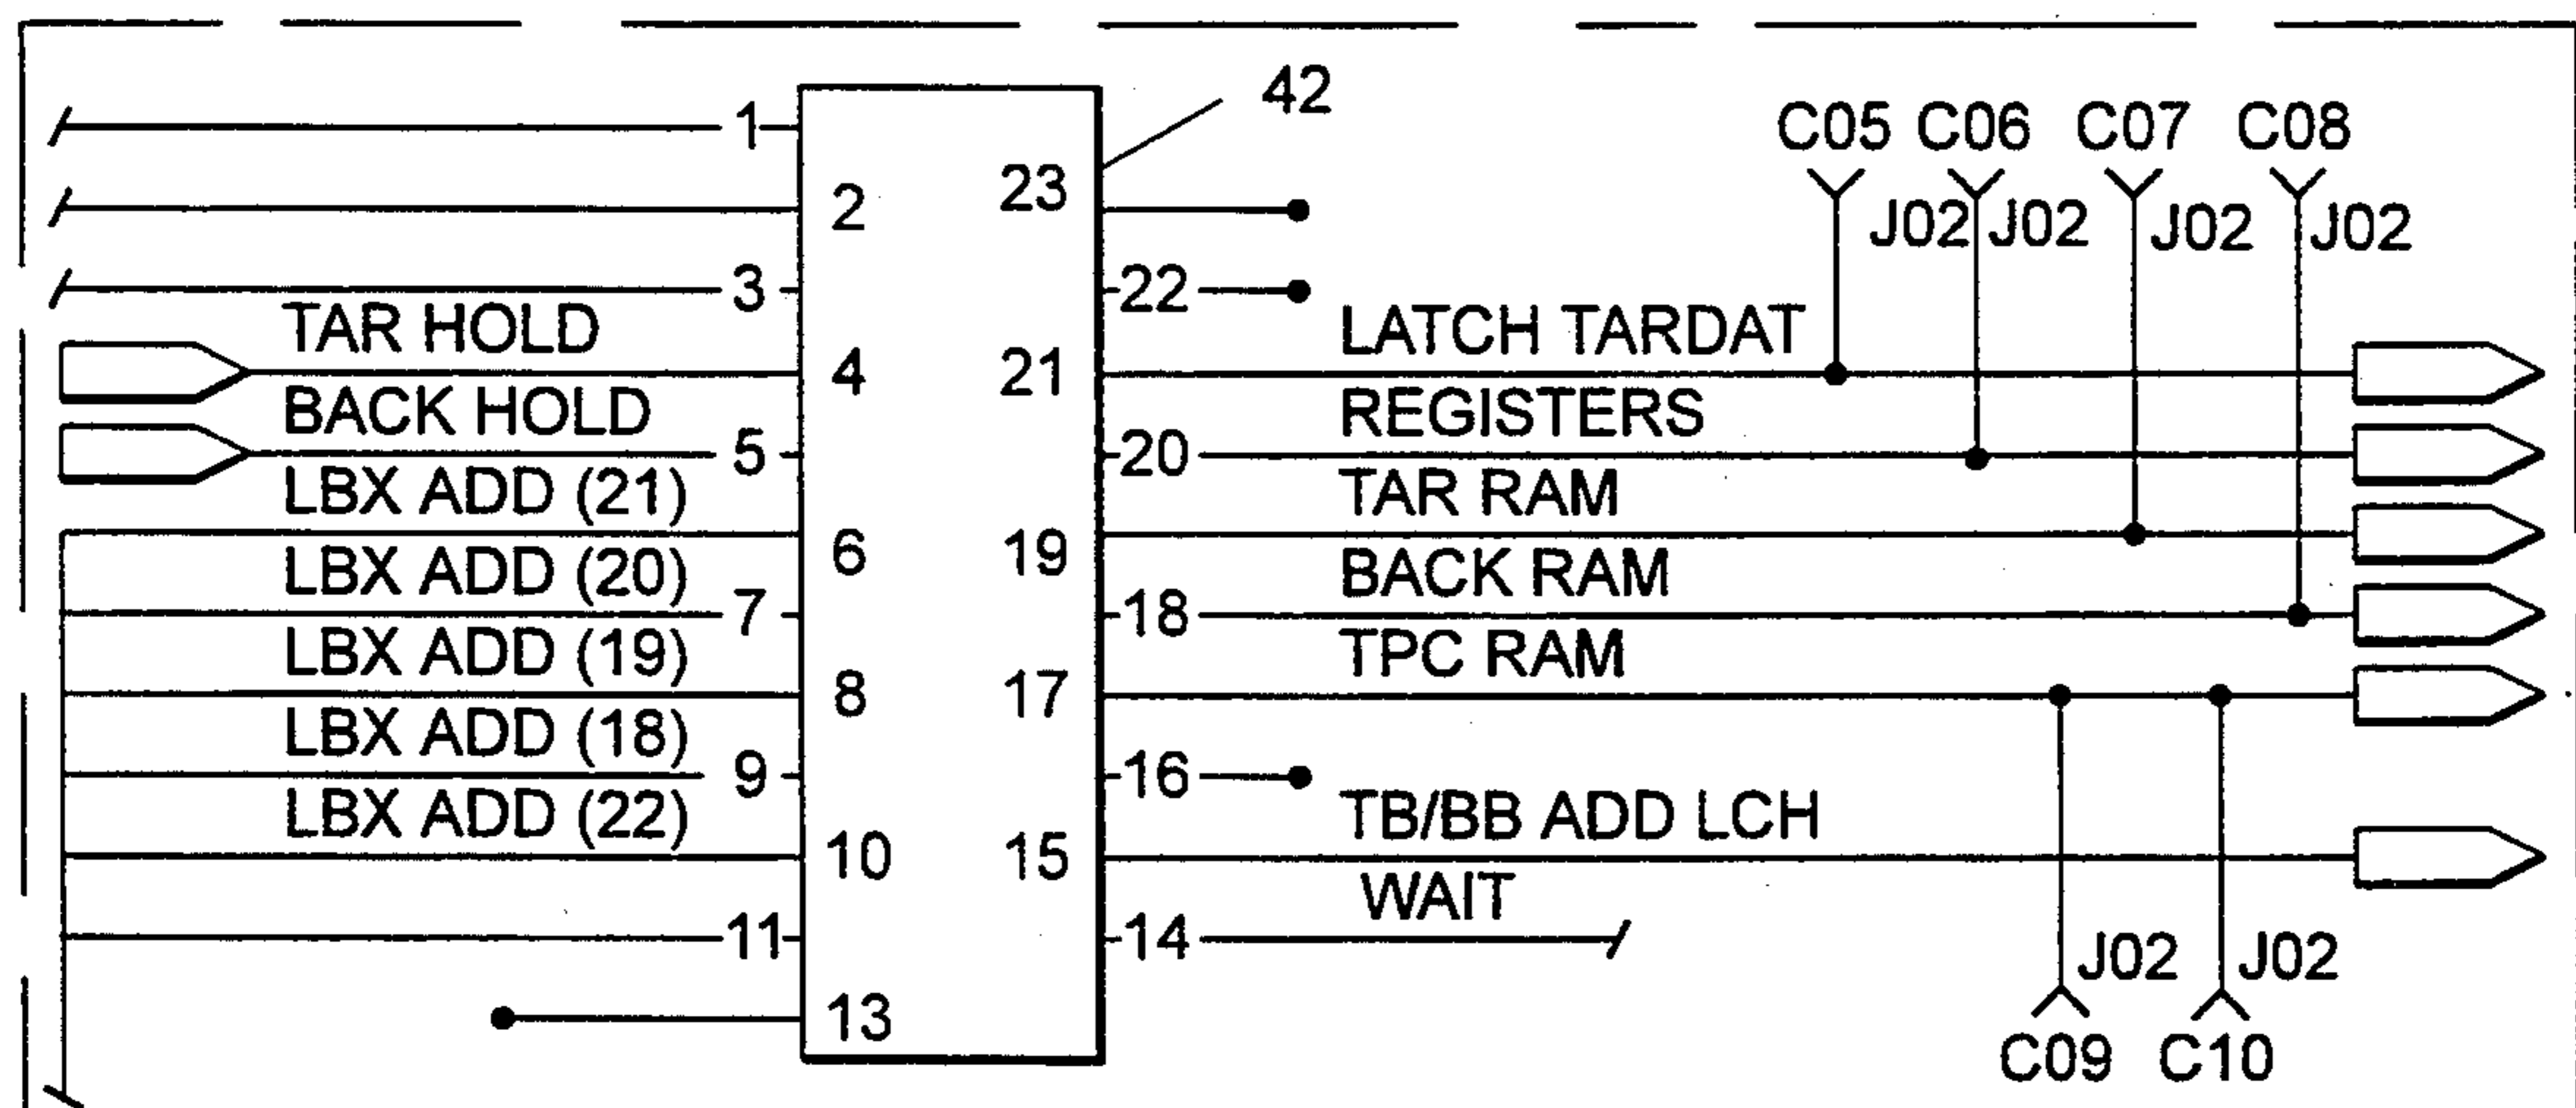 42
1
C05 C06 C07 C08
2 23
J02 J02 J02 J02
3 22
TAR HOLD LATCH TARDAT
4 21
BACK HOLD REGISTERS
5 20
LBX ADD (21) TAR RAM
6 19
LBX ADD (20) BACK RAM
7 18
LBX ADD (19) TPC RAM
8 17
LBX ADD (18)
9 16
LBX ADD (22) TB/BB ADD LCH
10 15
WAIT
11 14
J02 J02
13
C09 C10